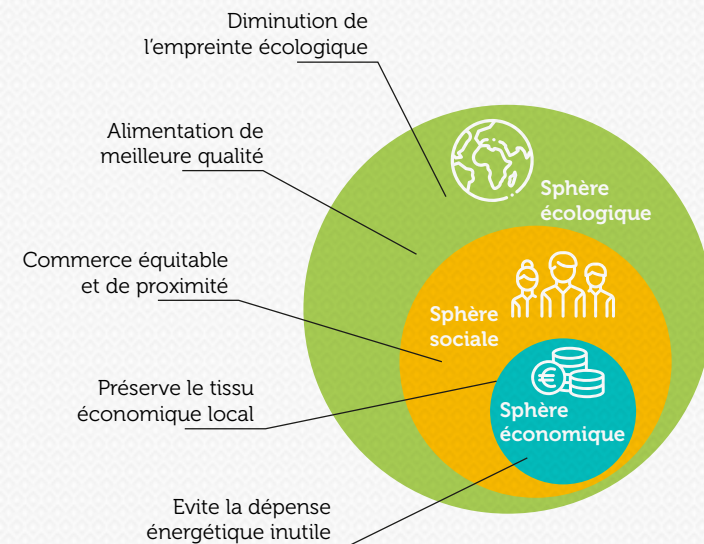 Diminution de
l'empreinte écologique
Alimentation de
meilleure qualité
Sphère
écologique
Commerce équitable
et de proximité
Sphère
sociale
Préserve le tissu
économique local
€
Sphère
économique
Evite la dépense
énergétique inutile